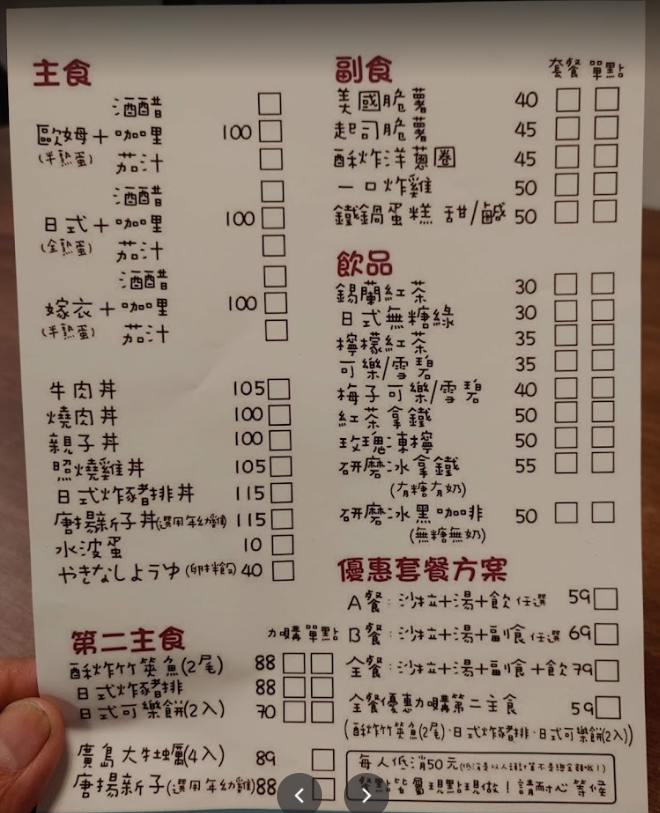 主食
酒醋
歐姆+咖哩 100
(半熟蛋) 茄汁
酒醋
日式+咖哩 100
(全熟蛋) 茄汁
酒醋
嫁衣+咖哩 100
(半熟蛋) 茄汁
牛肉丼 105
燒肉丼 100
親子丼 100
照燒雞丼 105
日式炸豬排丼 115
唐揚新子丼(選用年幼雞) 115
水波蛋 10
やきなしようゆ 40
第二主食 加購 單點
酥炸竹筴魚(2尾) 88
日式炸豬排 88
日式可樂餅(2入) 70
廣島大牡蠣(4入) 89
唐揚新子(選用年幼雞) 88
副食 套餐 單點
美國脆薯 40
起司脆薯 45
酥炸洋蔥圈 45
一口炸雞 50
鐵鍋蛋糕 甜/鹹 50
飲品
錫蘭紅茶 30
日式無糖綠 30
檸檬紅茶 35
可樂/雪碧 35
梅子可樂/雪碧 40
紅茶拿鐵 50
玫瑰凍檸 50
研磨冰拿鐵 55
(有糖有奶)
研磨冰黑咖啡 50
(無糖無奶)
優惠套餐方案
A餐:沙拉+湯+飲任選 59
B餐:沙拉+湯+副食任選 69
全餐:沙拉+湯+副食+飲 79
全餐優惠加購第二主食 59
(酥炸竹筴魚(2尾)·日式炸豬排·日式可樂餅(2入))
每人低消50元
餐點皆屬現點現做!請耐心等候